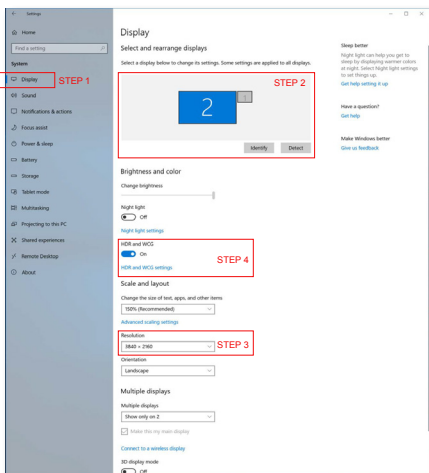 Settings
Home
Find a setting
System
Display
STEP 1
Sound
Notifications & actions
Focus assist
Power & sleep
Battery
Storage
Tablet mode
Multitasking
Projecting to this PC
Shared experiences
Remote Desktop
About
Display
Select and rearrange displays
Select a display below to change its settings. Some settings are applied to all displays.
STEP 2
2
1
Identify
Detect
Brightness and color
Change brightness
Night light
Off
Night light settings
HDR and WCG
On
STEP 4
HDR and WCG settings
Scale and layout
Change the size of text, apps, and other items
150% (Recommended)
Advanced scaling settings
Resolution
3840 × 2160
STEP 3
Orientation
Landscape
Multiple displays
Multiple displays
Show only on 2
Make this my main display
Connect to a wireless display
3D display mode
Off
Sleep better
Night light can help you get to
sleep by displaying warmer colors
at night. Select Night light settings
to set things up.
Get help setting it up
Have a question?
Get help
Make Windows better
Give us feedback